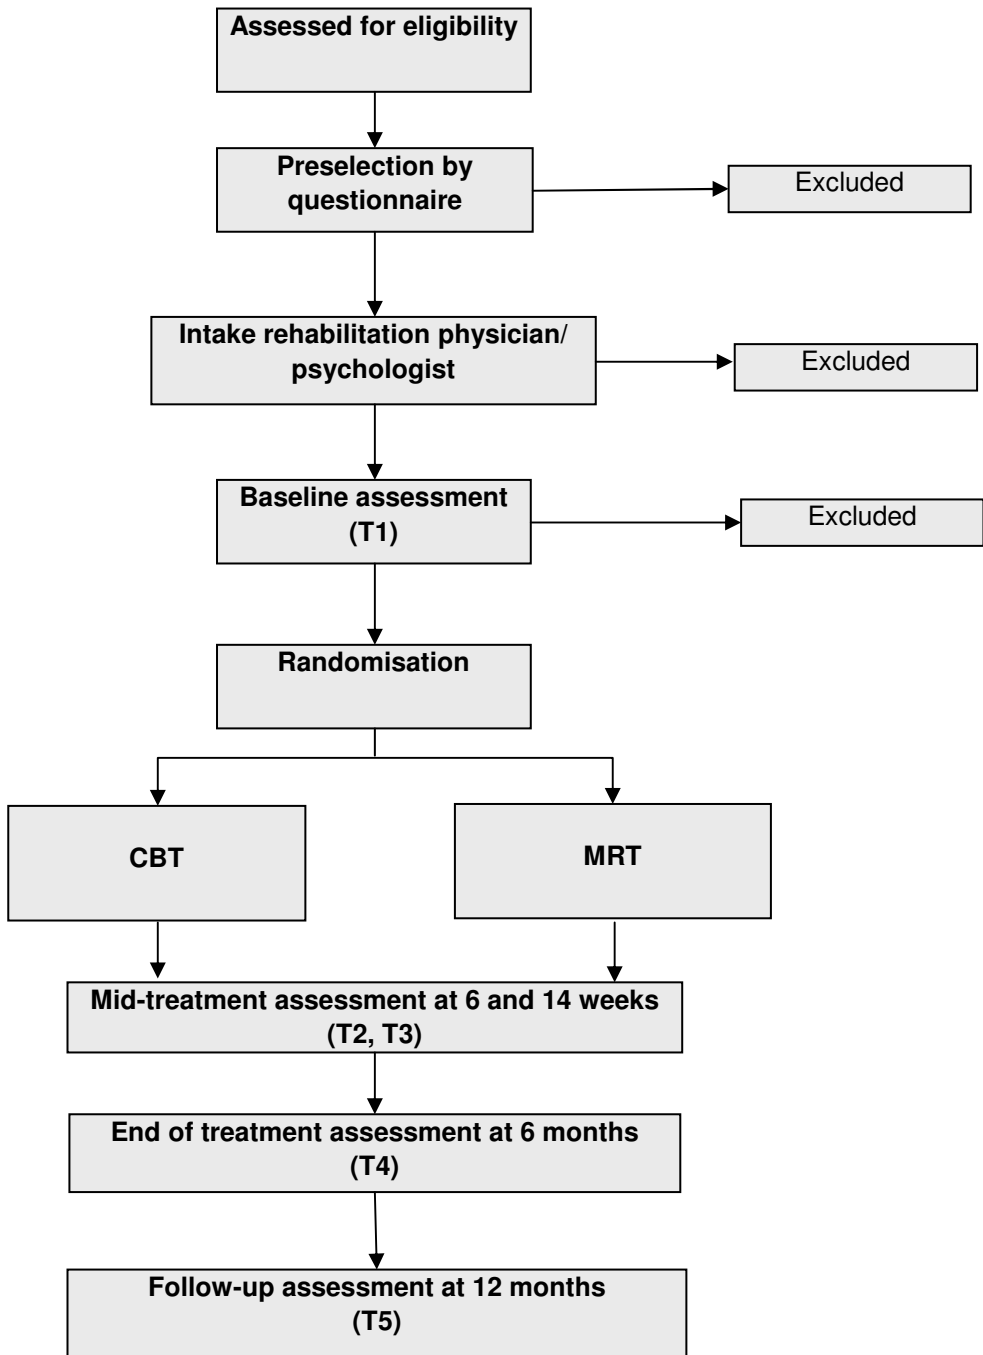 Assessed for eligibility
Preselection by
questionnaire
Excluded
Intake rehabilitation physician/
psychologist
Excluded
Baseline assessment
(T1)
Excluded
Randomisation
CBT
MRT
Mid-treatment assessment at 6 and 14 weeks
(T2, T3)
End of treatment assessment at 6 months
(T4)
Follow-up assessment at 12 months
(T5)